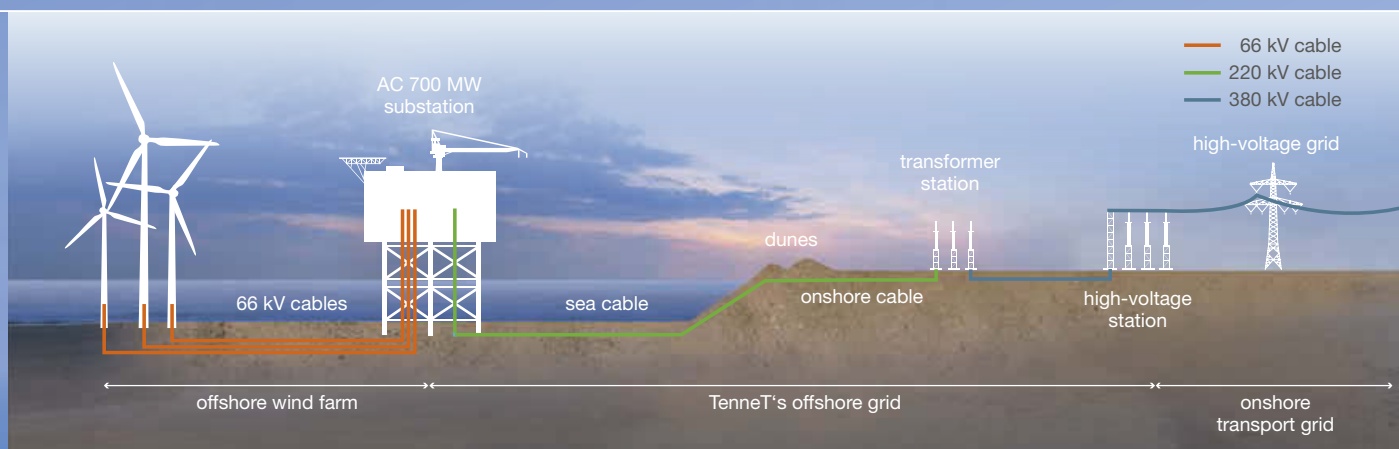 66 kV cable
220 kV cable
380 kV cable
AC 700 MW
substation
high-voltage grid
transformer
station
dunes
66 kV cables
sea cable
onshore cable
high-voltage
station
offshore wind farm
TenneT‘s offshore grid
onshore
transport grid